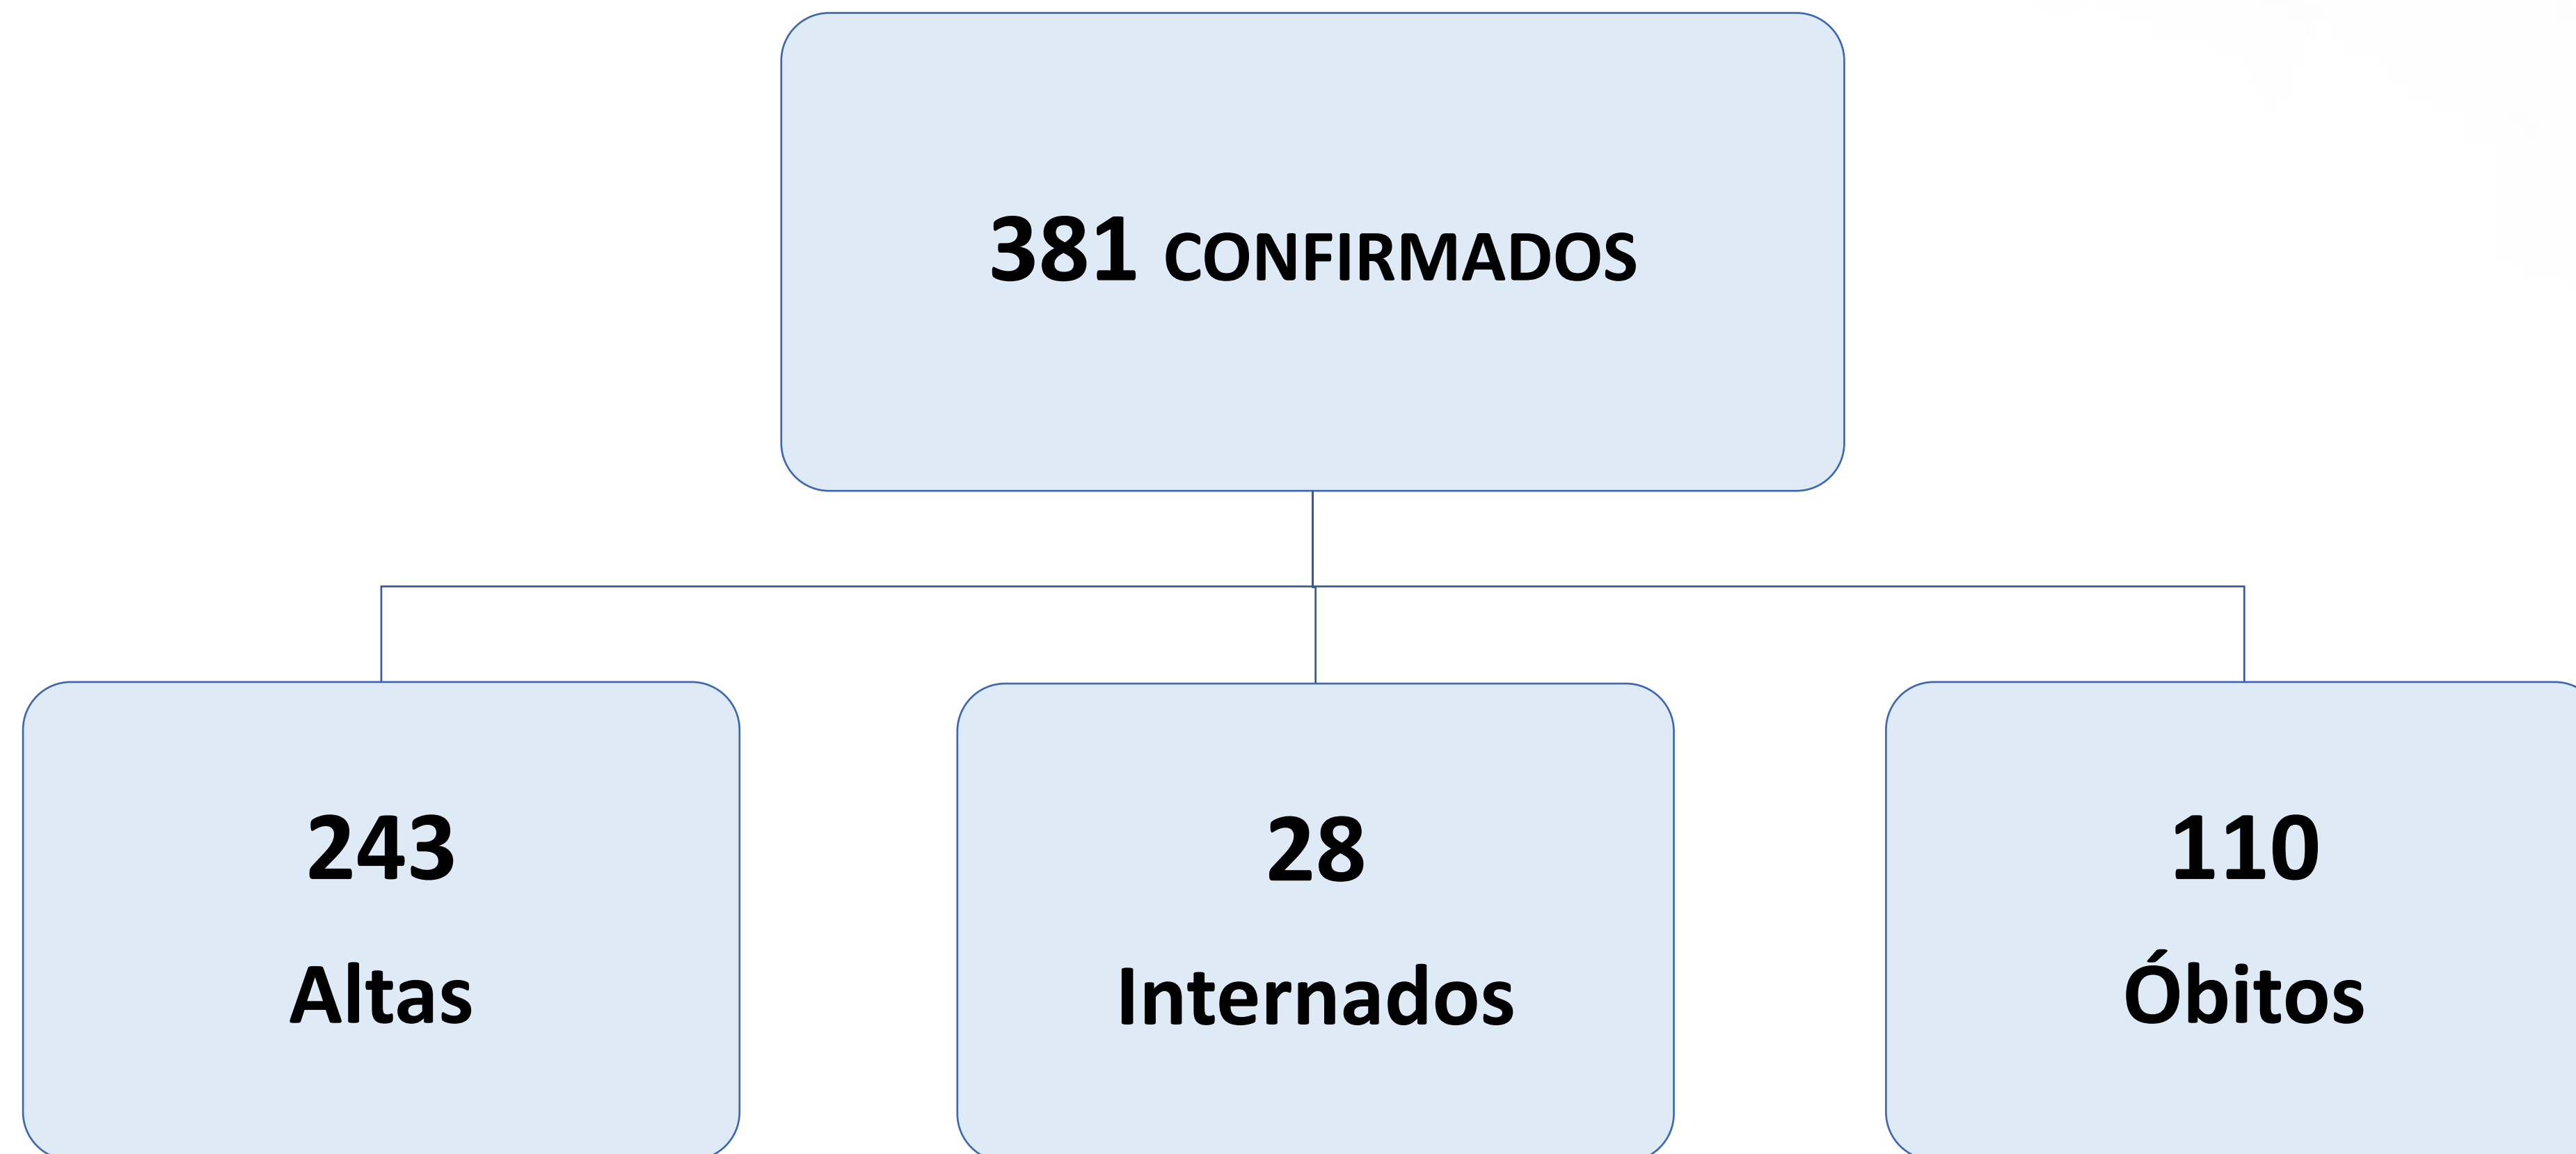 381 CONFIRMADOS
243
Altas
28
Internados
110
Óbitos